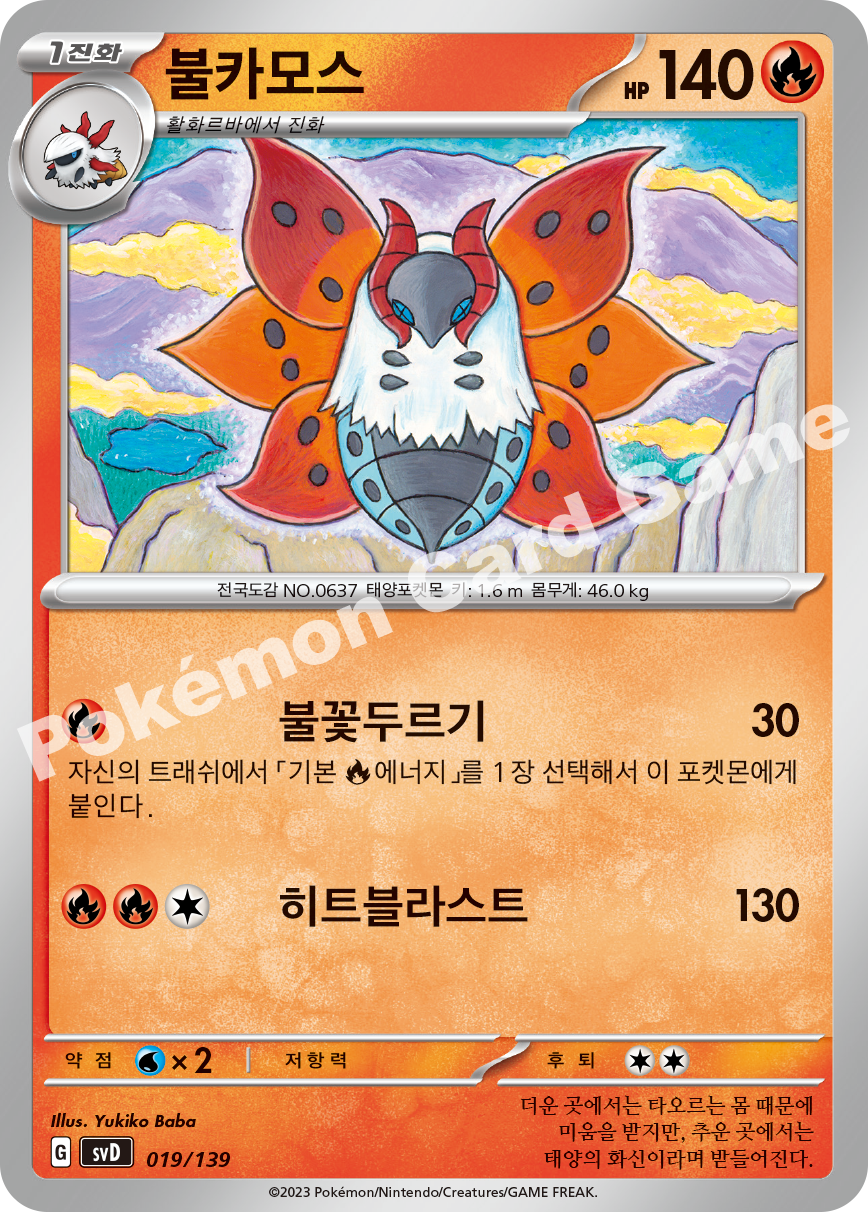 1진화
불카모스
HP 140
활화르바에서 진화
전국도감 NO.0637 태양포켓몬 키: 1.6 m 몸무게: 46.0 kg
Pokémon Card Game
불꽃두르기 30
자신의 트래쉬에서 「기본 에너지」를 1장 선택해서 이 포켓몬에게
붙인다.
히트블라스트 130
약점 ×2 저항력 후퇴
Illus. Yukiko Baba
G svD 019/139
더운 곳에서는 타오르는 몸 때문에
미움을 받지만, 추운 곳에서는
태양의 화신이라며 받들어진다.
©2023 Pokémon/Nintendo/Creatures/GAME FREAK.